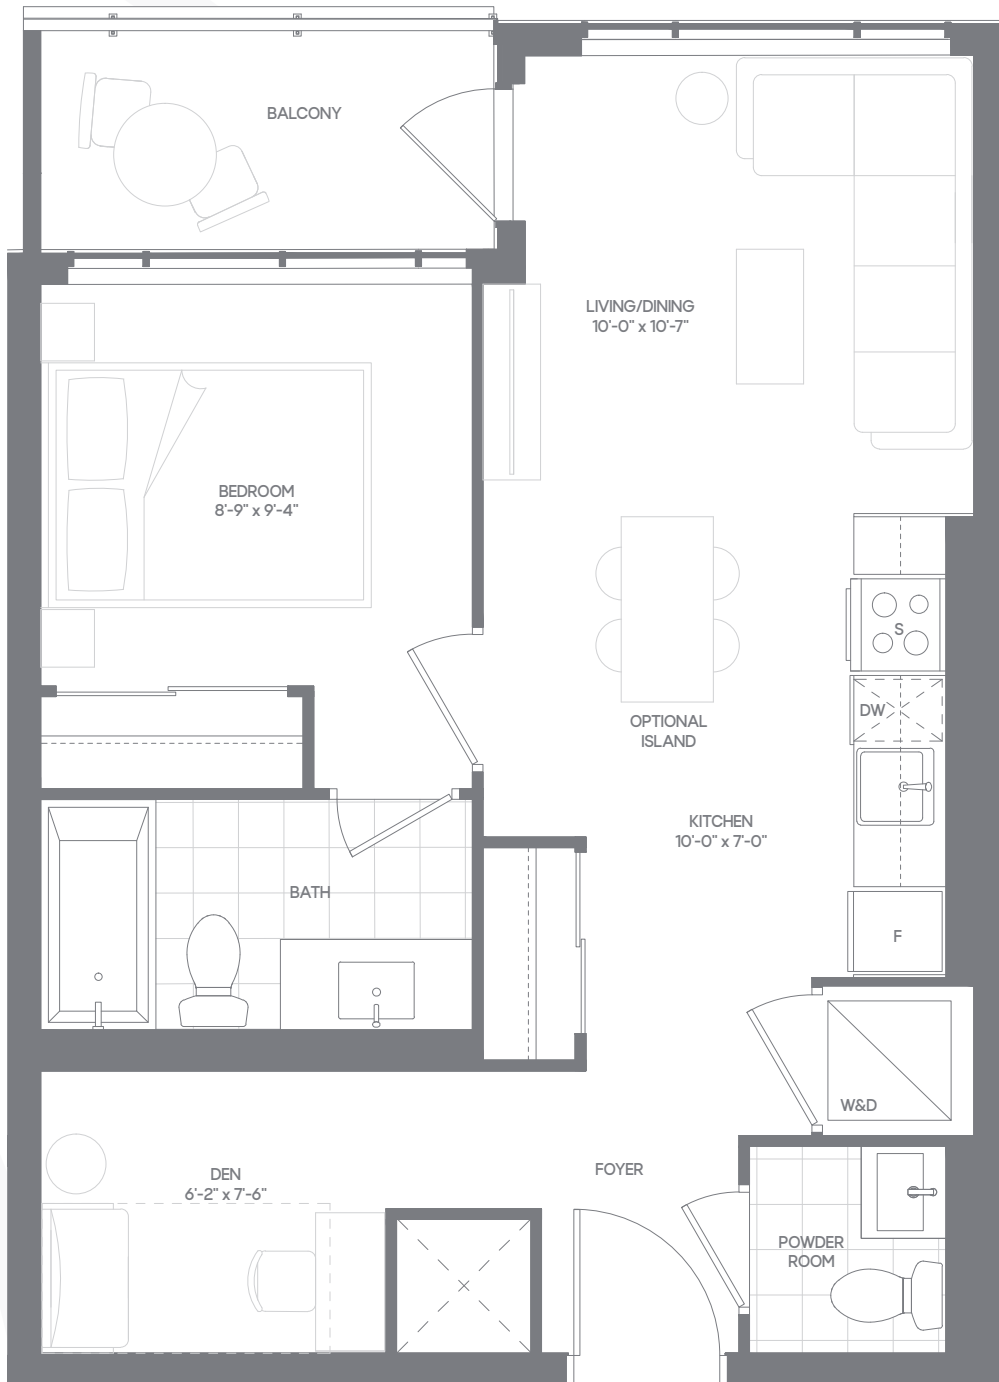 BALCONY
LIVING/DINING
10'-0" x 10'-7"
BEDROOM
8'-9" x 9'-4"
S
DW
OPTIONAL
ISLAND
KITCHEN
10'-0" x 7'-0"
BATH
F
W&D
DEN
6'-2" x 7'-6"
FOYER
POWDER
ROOM